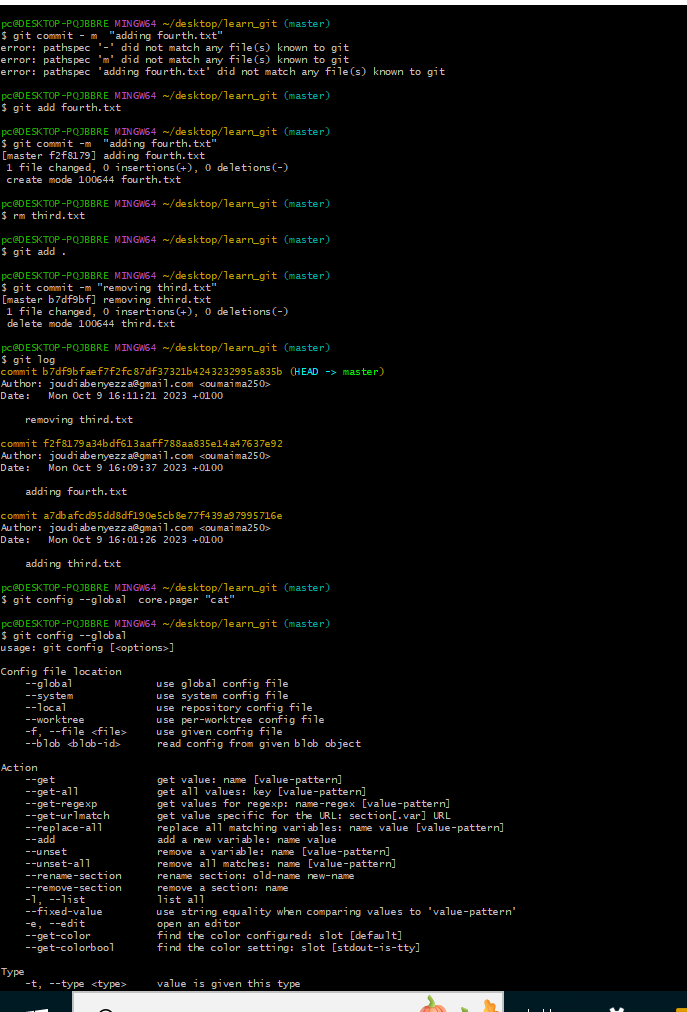 pc@DESKTOP-PQJBBRE MINGW64 ~/desktop/learn_git (master)
$ git commit - m  "adding fourth.txt"
error: pathspec '-' did not match any file(s) known to git
error: pathspec 'm' did not match any file(s) known to git
error: pathspec 'adding fourth.txt' did not match any file(s) known to git

pc@DESKTOP-PQJBBRE MINGW64 ~/desktop/learn_git (master)
$ git add fourth.txt

pc@DESKTOP-PQJBBRE MINGW64 ~/desktop/learn_git (master)
$ git commit -m  "adding fourth.txt"
[master f2f8179] adding fourth.txt
 1 file changed, 0 insertions(+), 0 deletions(-)
 create mode 100644 fourth.txt

pc@DESKTOP-PQJBBRE MINGW64 ~/desktop/learn_git (master)
$ rm third.txt

pc@DESKTOP-PQJBBRE MINGW64 ~/desktop/learn_git (master)
$ git add .

pc@DESKTOP-PQJBBRE MINGW64 ~/desktop/learn_git (master)
$ git commit -m "removing third.txt"
[master b7df9bf] removing third.txt
 1 file changed, 0 insertions(+), 0 deletions(-)
 delete mode 100644 third.txt

pc@DESKTOP-PQJBBRE MINGW64 ~/desktop/learn_git (master)
$ git log
commit b7df9bfaef7f2fc87df37321b4243232995a835b (HEAD -> master)
Author: joudiabenyezza@gmail.com <oumaima250>
Date:   Mon Oct 9 16:11:21 2023 +0100

    removing third.txt

commit f2f8179a34bdf613aaff788aa835e14a47637e92
Author: joudiabenyezza@gmail.com <oumaima250>
Date:   Mon Oct 9 16:09:37 2023 +0100

    adding fourth.txt

commit a7dbafcd95dd8df190e5cb8e77f439a97995716e
Author: joudiabenyezza@gmail.com <oumaima250>
Date:   Mon Oct 9 16:01:26 2023 +0100

    adding third.txt

pc@DESKTOP-PQJBBRE MINGW64 ~/desktop/learn_git (master)
$ git config --global  core.pager "cat"

pc@DESKTOP-PQJBBRE MINGW64 ~/desktop/learn_git (master)
$ git config --global
usage: git config [<options>]

Config file location
    --global              use global config file
    --system              use system config file
    --local               use repository config file
    --worktree            use per-worktree config file
    -f, --file <file>     use given config file
    --blob <blob-id>      read config from given blob object

Action
    --get                 get value: name [value-pattern]
    --get-all             get all values: key [value-pattern]
    --get-regexp          get values for regexp: name-regex [value-pattern]
    --get-urlmatch        get value specific for the URL: section[.var] URL
    --replace-all         replace all matching variables: name value [value-pattern]
    --add                 add a new variable: name value
    --unset               remove a variable: name [value-pattern]
    --unset-all           remove all matches: name [value-pattern]
    --rename-section      rename section: old-name new-name
    --remove-section      remove a section: name
    -l, --list            list all
    --fixed-value         use string equality when comparing values to 'value-pattern'
    -e, --edit            open an editor
    --get-color           find the color configured: slot [default]
    --get-colorbool       find the color setting: slot [stdout-is-tty]

Type
    -t, --type <type>     value is given this type